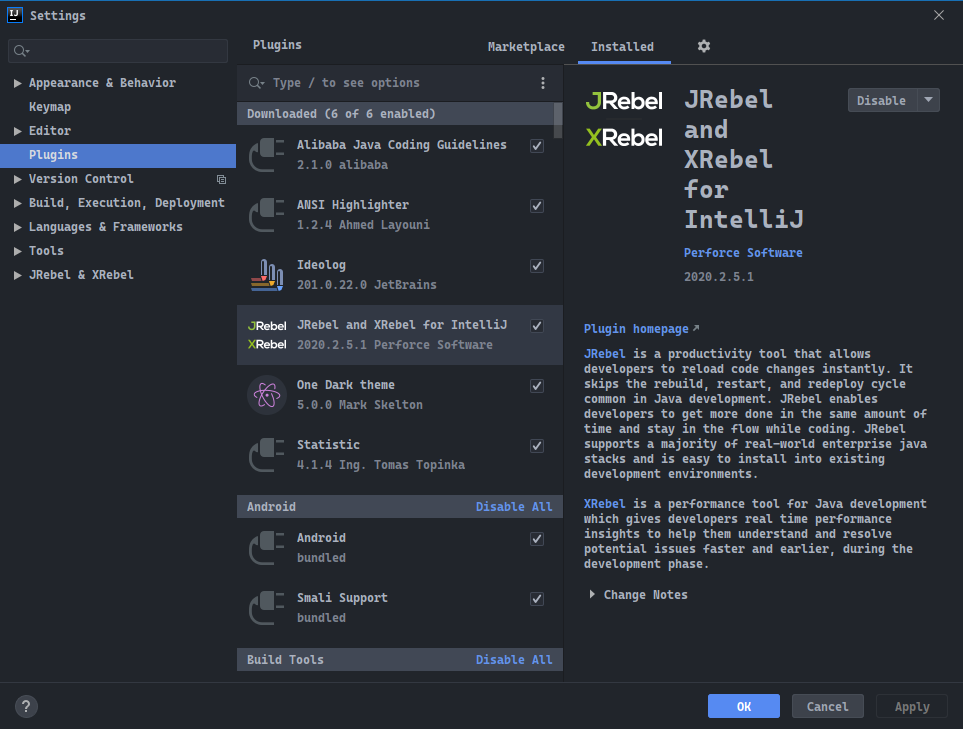 Settings
Appearance & Behavior
Keymap
Editor
Plugins
Version Control
Build, Execution, Deployment
Languages & Frameworks
Tools
JRebel & XRebel
Plugins
Marketplace
Installed
Type / to see options
Downloaded (6 of 6 enabled)
Alibaba Java Coding Guidelines
2.1.0 alibaba
ANSI Highlighter
1.2.4 Ahmed Layouni
Ideolog
201.0.22.0 JetBrains
JRebel
XRebel
JRebel and XRebel for IntelliJ
2020.2.5.1 Perforce Software
One Dark theme
5.0.0 Mark Skelton
Statistic
4.1.4 Ing. Tomas Topinka
Android Disable All
Android
bundled
Smali Support
bundled
Build Tools Disable All
JRebel
XRebel
JRebel
and
XRebel
for
IntelliJ
Disable
Perforce Software
2020.2.5.1
Plugin homepage
JRebel is a productivity tool that allows
developers to reload code changes instantly. It
skips the rebuild, restart, and redeploy cycle
common in Java development. JRebel enables
developers to get more done in the same amount of
time and stay in the flow while coding. JRebel
supports a majority of real-world enterprise java
stacks and is easy to install into existing
development environments.
XRebel is a performance tool for Java development
which gives developers real time performance
insights to help them understand and resolve
potential issues faster and earlier, during the
development phase.
Change Notes
?
OK
Cancel
Apply